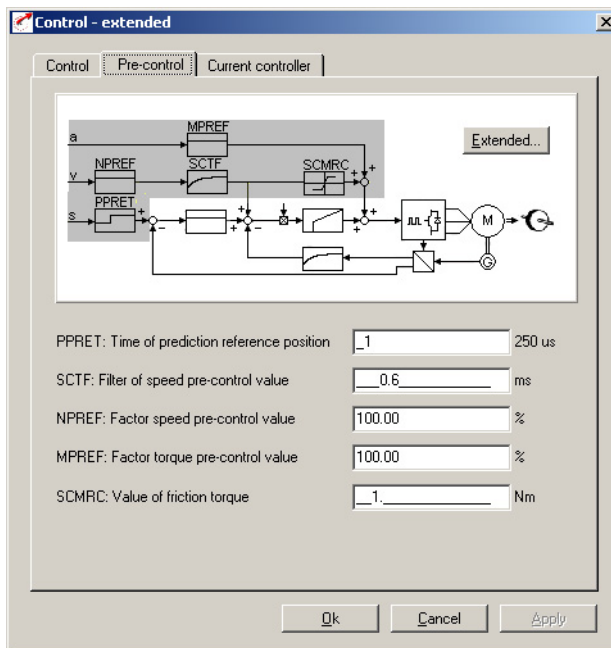 Control - extended
Control Pre-control Current controller
a MPREF
Extended...
v NPREF SCTF SCMRC
s PPRET
M
G
PPRET: Time of prediction reference position _1 250 us
SCTF: Filter of speed pre-control value ___0.6___________ ms
NPREF: Factor speed pre-control value 100.00 %
MPREF: Factor torque pre-control value 100.00 %
SCMRC: Value of friction torque __1._____________ Nm
Ok Cancel Apply